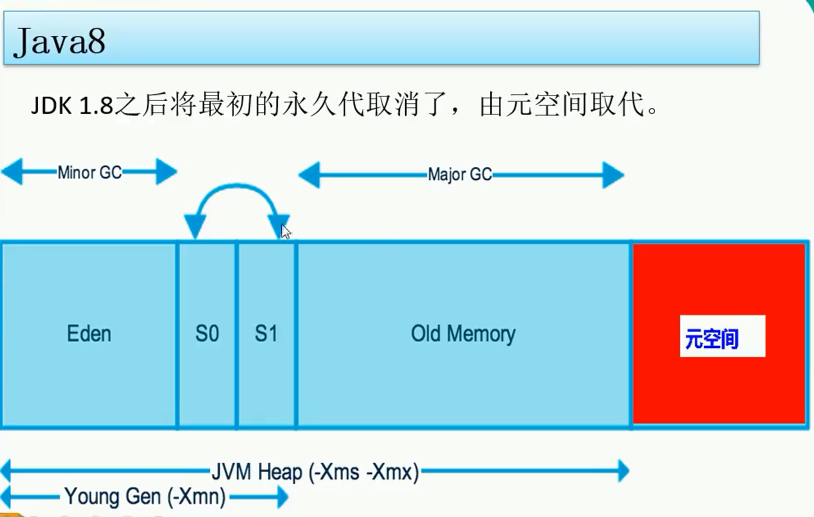 Java8
JDK 1.8之后将最初的永久代取消了，由元空间取代。
Minor GC
Major GC
Eden
S0
S1
Old Memory
元空间
JVM Heap (-Xms -Xmx)
Young Gen (-Xmn)